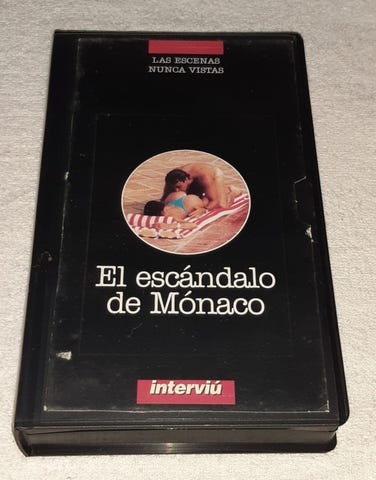 LAS ESCENAS
NUNCA VISTAS
El escándalo
de Mónaco
interviú